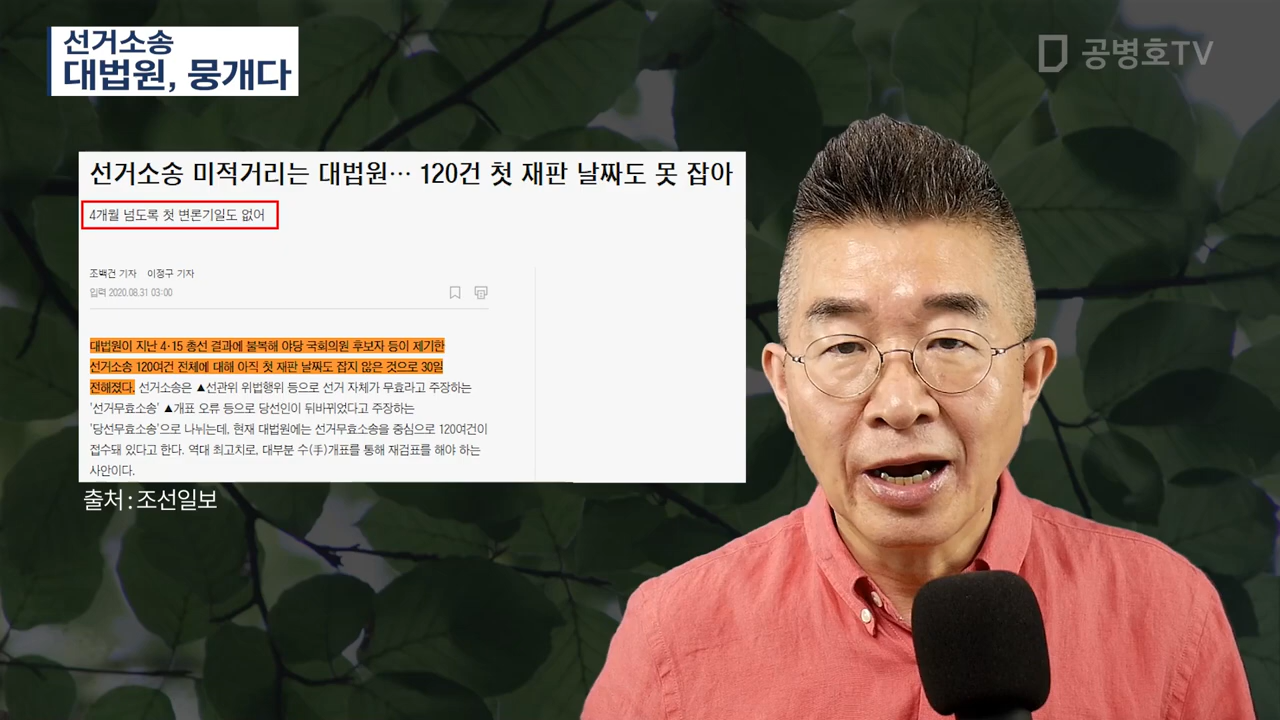 선거소송
대법원, 뭉개다
공병호TV
선거소송 미적거리는 대법원… 120건 첫 재판 날짜도 못 잡아
4개월 넘도록 첫 변론기일도 없어
조백건 기자 이정구 기자
입력 2020.08.31 03:00
대법원이 지난 4·15 총선 결과에 불복해 야당 국회의원 후보자 등이 제기한
선거소송 120여건 전체에 대해 아직 첫 재판 날짜도 잡지 않은 것으로 30일
전해졌다. 선거소송은 ▲선관위 위법행위 등으로 선거 자체가 무효라고 주장하는
'선거무효소송' ▲개표 오류 등으로 당선인이 뒤바뀌었다고 주장하는
'당선무효소송'으로 나뉘는데, 현재 대법원에는 선거무효소송을 중심으로 120여건이
접수돼 있다고 한다. 역대 최고치로, 대부분 수(手)개표를 통해 재검표를 해야 하는
사안이다.
출처 : 조선일보